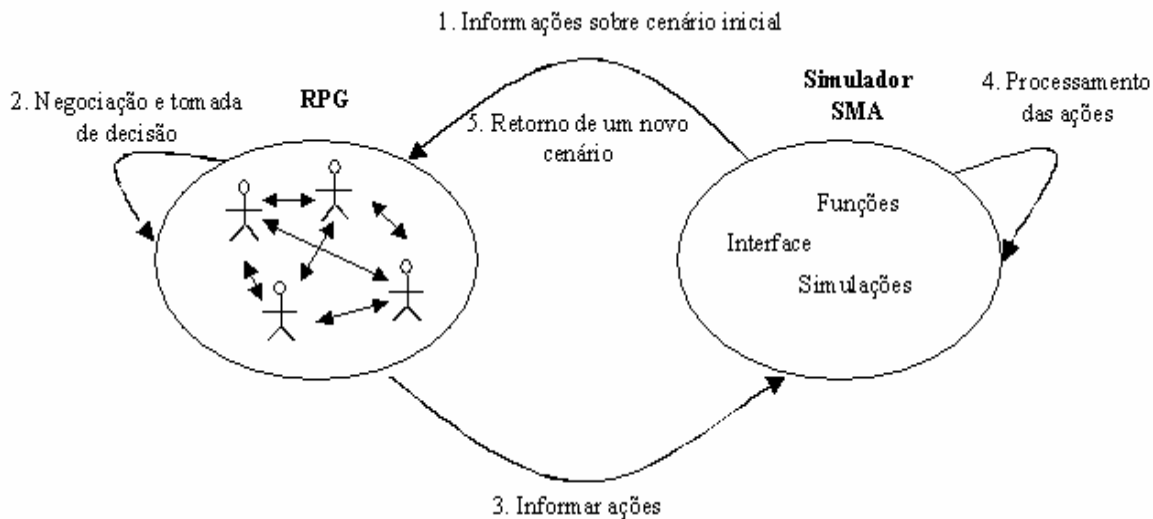 1. Informações sobre cenário inicial
2. Negociação e tomada
de decisão
RPG
5. Retorno de um novo
cenário
Simulador
SMA
4. Processamento
das ações
Funções
Interface
Simulações
3. Informar ações